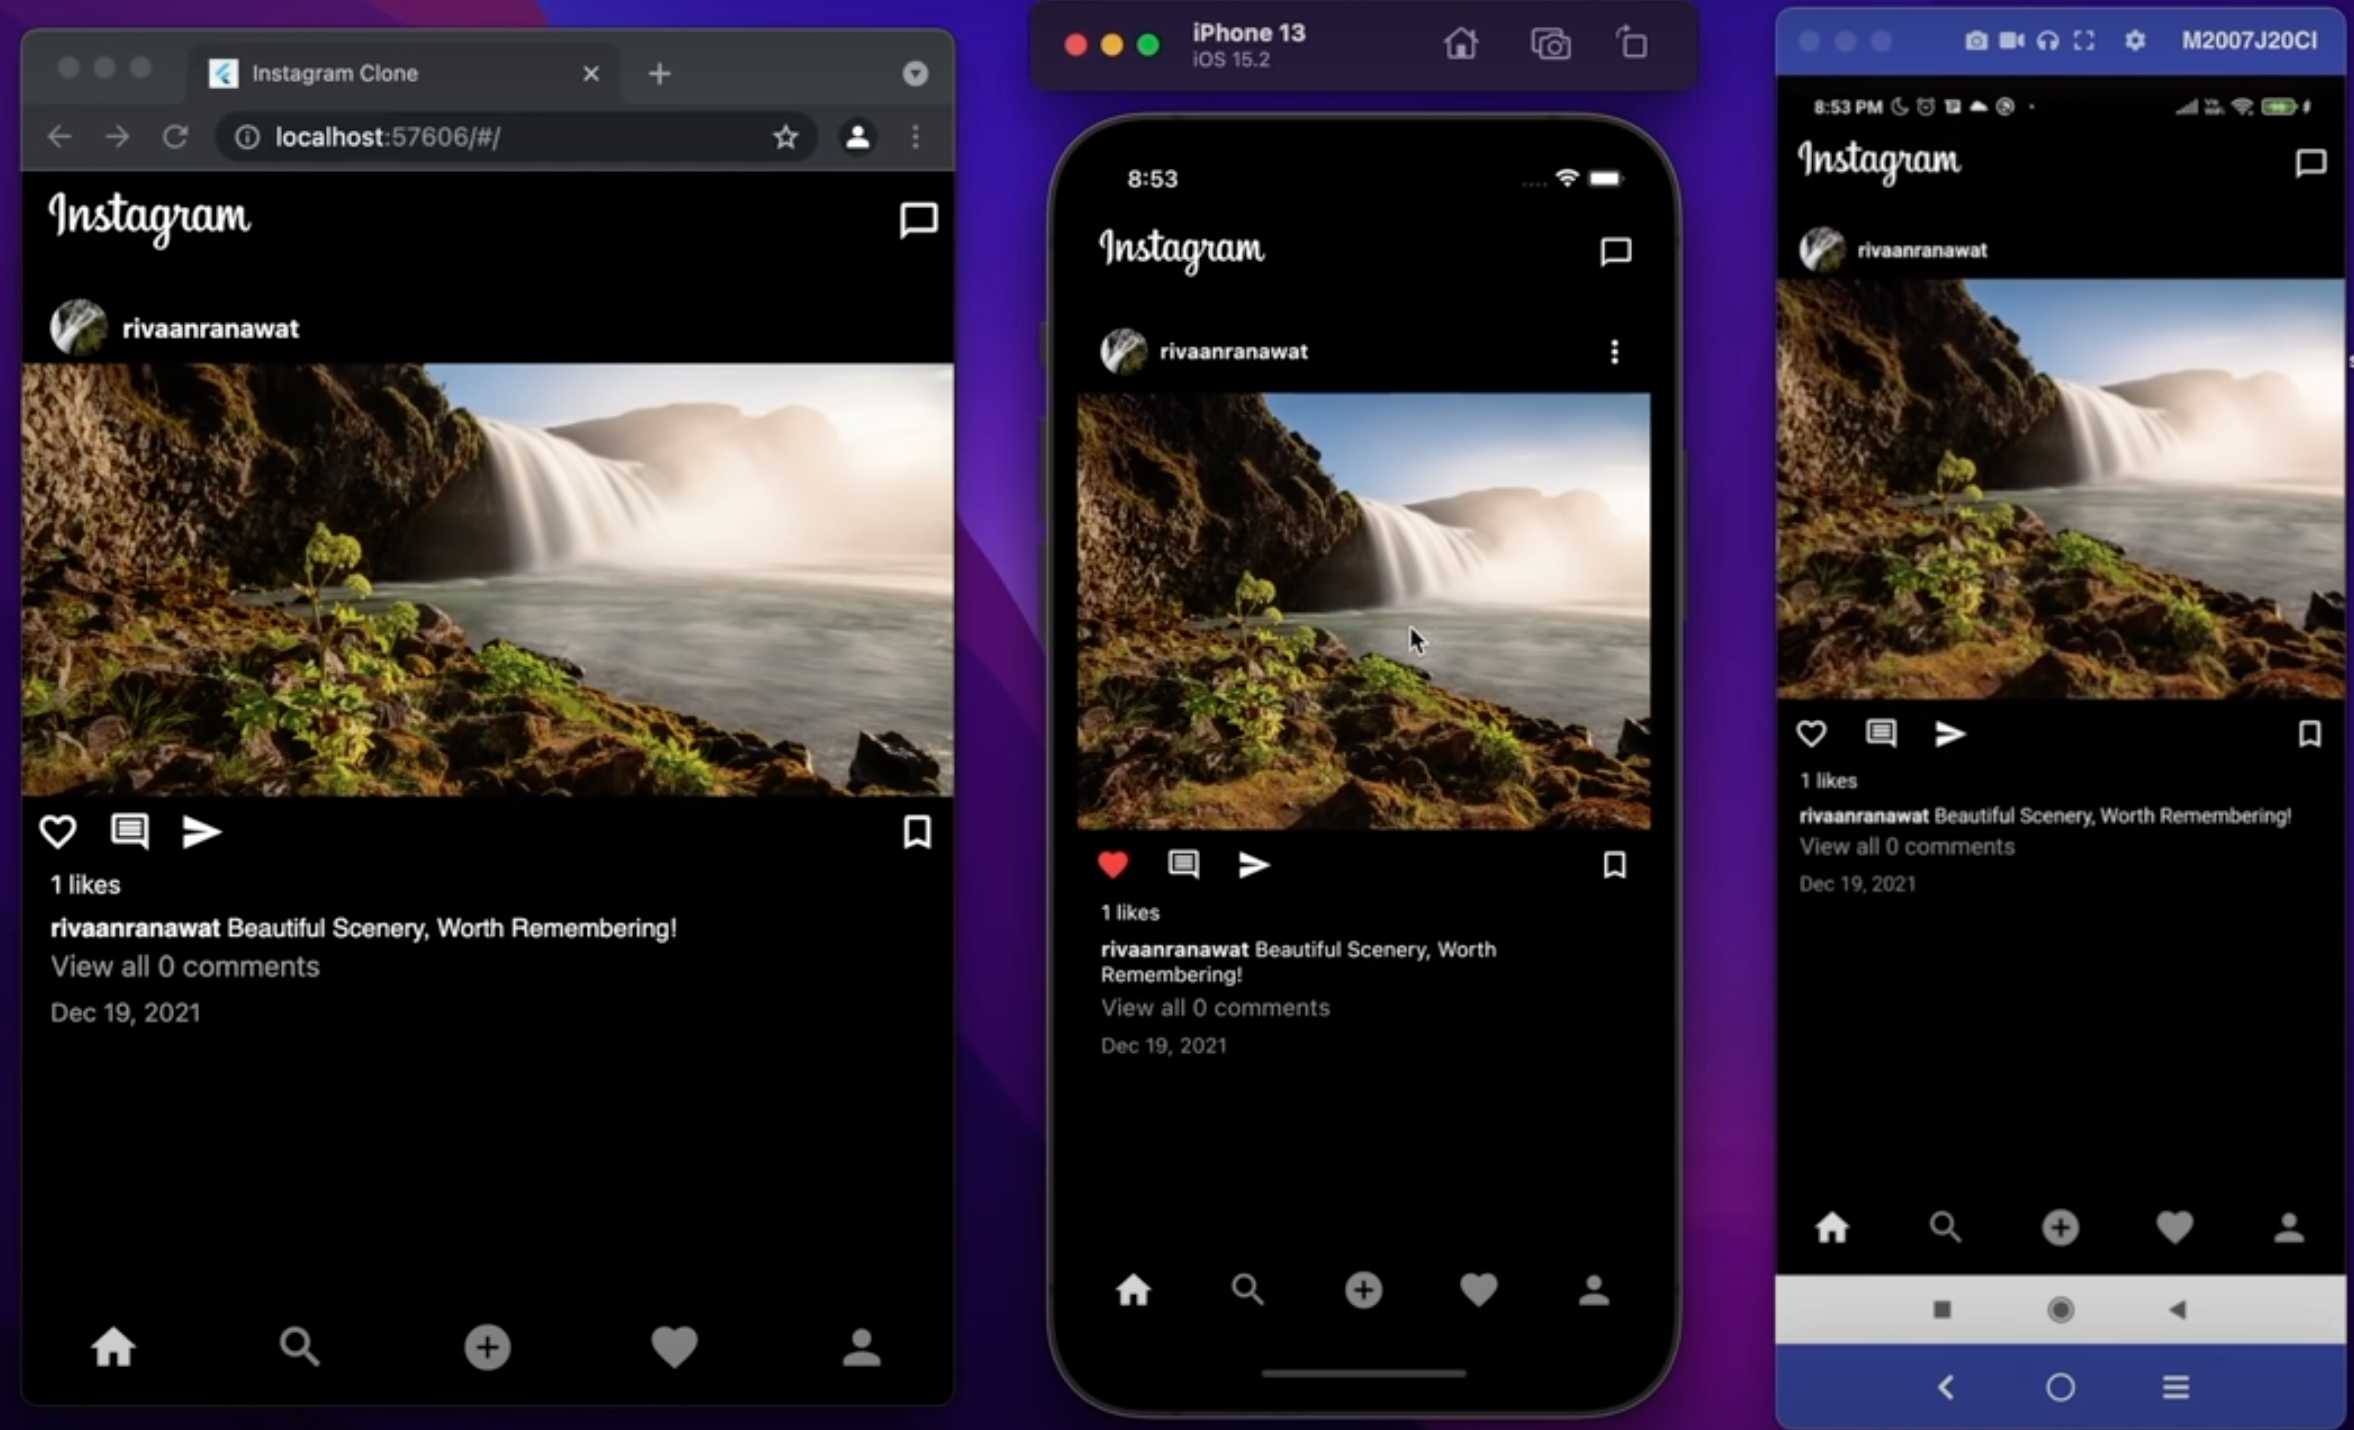 Instagram Clone
localhost:57606/#/
Instagram
rivaanranawat
1 likes
rivaanranawat Beautiful Scenery, Worth Remembering!
View all 0 comments
Dec 19, 2021
iPhone 13
iOS 15.2
8:53
Instagram
rivaanranawat
1 likes
rivaanranawat Beautiful Scenery, Worth
Remembering!
View all 0 comments
Dec 19, 2021
M2007J20CI
8:53 PM
Instagram
rivaanranawat
1 likes
rivaanranawat Beautiful Scenery, Worth Remembering!
View all 0 comments
Dec 19, 2021